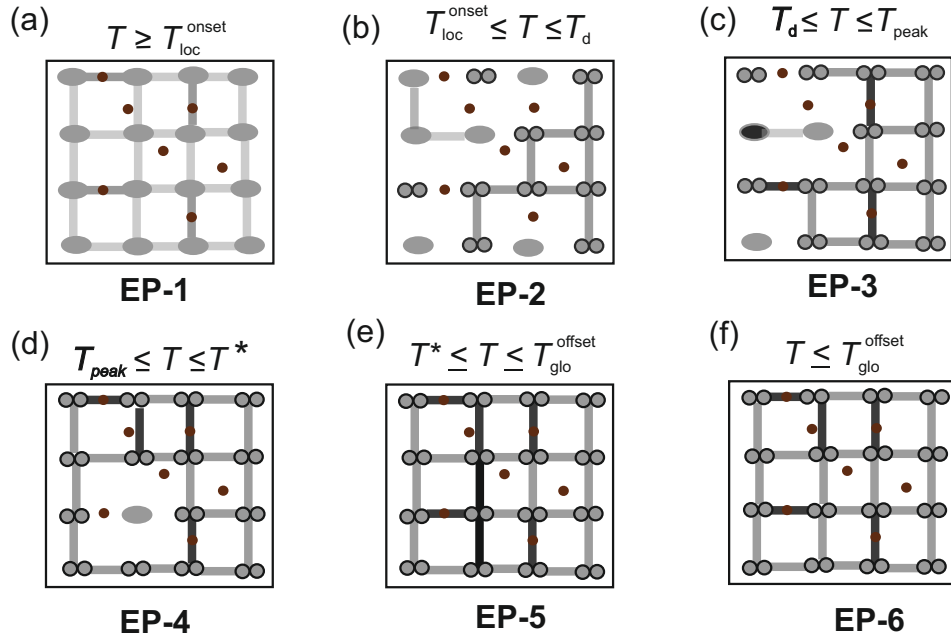 (a)
T ≥ T_loc^onset
EP-1
(b)
T_loc^onset ≤ T ≤ T_d
EP-2
(c)
T_d ≤ T ≤ T_peak
EP-3
(d)
T_peak ≤ T ≤ T*
EP-4
(e)
T* ≤ T ≤ T_glo^offset
EP-5
(f)
T ≤ T_glo^offset
EP-6